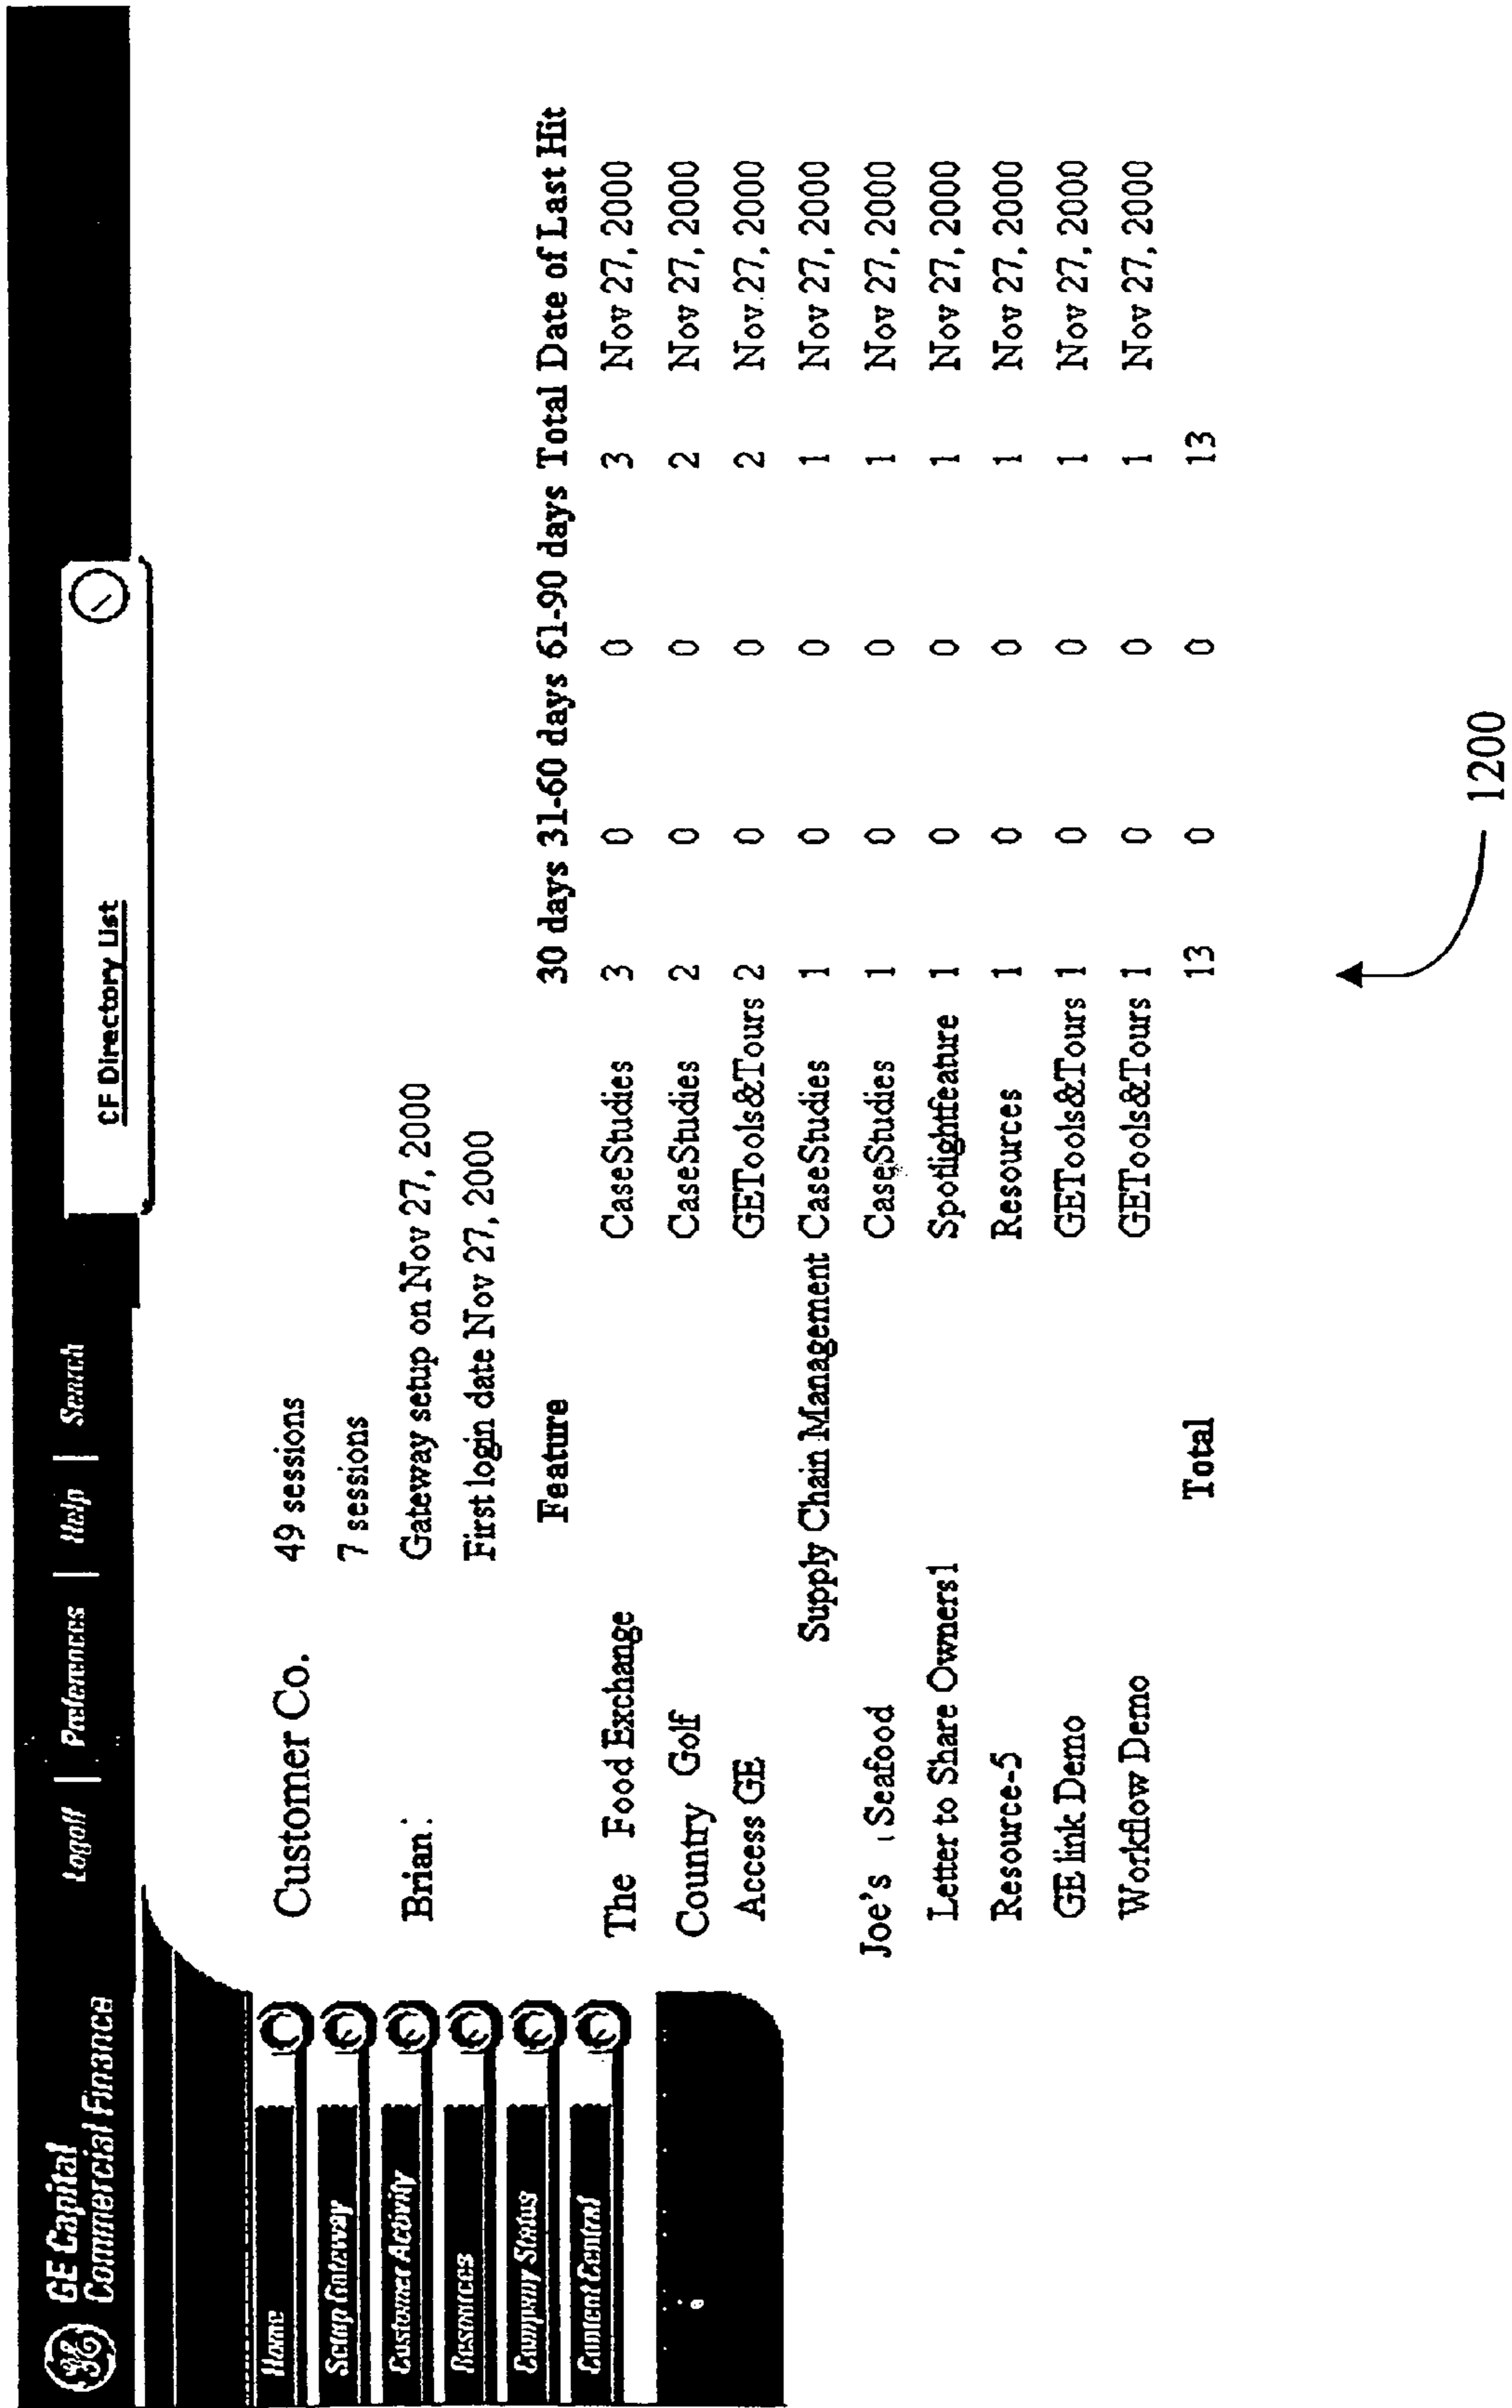 GE Capital
Commercial Finance
Logoff | Preferences | Help | Search
CF Directory List
Home
Setup Gateway
Customer Activity
Resources
Company Status
Content Central
Customer Co. 49 sessions
7 sessions
Brian Gateway setup on Nov 27, 2000
First login date Nov 27, 2000
Feature 30 days 31-60 days 61-90 days Total Date of Last Hit
The Food Exchange CaseStudies 3 0 0 3 Nov 27, 2000
Country Golf CaseStudies 2 0 0 2 Nov 27, 2000
Access GE GETools&Tours 2 0 0 2 Nov 27, 2000
Supply Chain Management CaseStudies 1 0 0 1 Nov 27, 2000
Joe's Seafood CaseStudies 1 0 0 1 Nov 27, 2000
Letter to Share Owners1 Spotlightfeature 1 0 0 1 Nov 27, 2000
Resource-5 Resources 1 0 0 1 Nov 27, 2000
GE link Demo GETools&Tours 1 0 0 1 Nov 27, 2000
Workflow Demo GETools&Tours 1 0 0 1 Nov 27, 2000
Total 13 0 0 13
1200